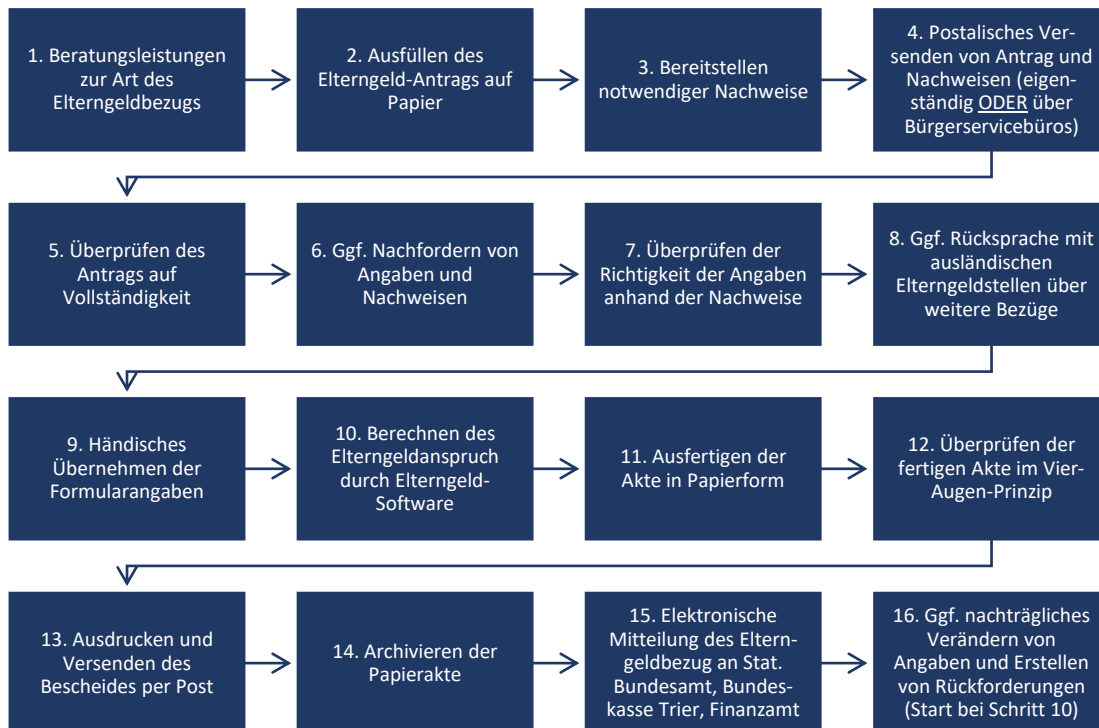 1. Beratungsleistungen
zur Art des
Elterngeldbezugs
2. Ausfüllen des
Elterngeld-Antrags auf
Papier
3. Bereitstellen
notwendiger Nachweise
4. Postalisches Ver-
senden von Antrag und
Nachweisen (eigen-
ständig ODER über
Bürgerservicebüros)
5. Überprüfen des
Antrags auf
Vollständigkeit
6. Ggf. Nachfordern von
Angaben und
Nachweisen
7. Überprüfen der
Richtigkeit der Angaben
anhand der Nachweise
8. Ggf. Rücksprache mit
ausländischen
Elterngeldstellen über
weitere Bezüge
9. Händisches
Übernehmen der
Formularangaben
10. Berechnen des
Elterngeldanspruch
durch Elterngeld-
Software
11. Ausfertigen der
Akte in Papierform
12. Überprüfen der
fertigen Akte im Vier-
Augen-Prinzip
13. Ausdrucken und
Versenden des
Bescheides per Post
14. Archivieren der
Papierakte
15. Elektronische
Mitteilung des Eltern-
geldbezug an Stat.
Bundesamt, Bundes-
kasse Trier, Finanzamt
16. Ggf. nachträgliches
Verändern von
Angaben und Erstellen
von Rückforderungen
(Start bei Schritt 10)